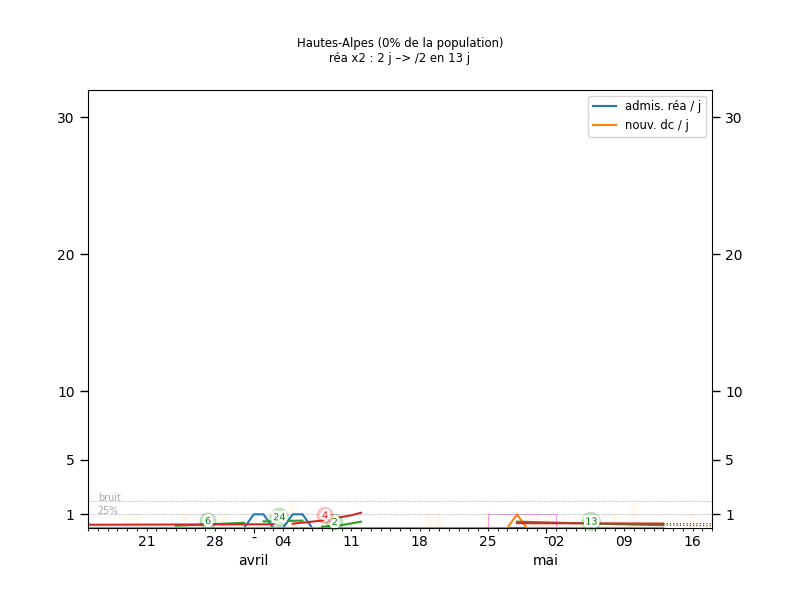 Hautes-Alpes (0% de la population)
réa x2 : 2 j –> /2 en 13 j
admis. réa / j
nouv. dc / j
30 30
20 20
10 10
5 5
bruit
25%
1 1
6 24 4 2 13
21 28 - 04 11 18 25 -02 09 16
avril mai